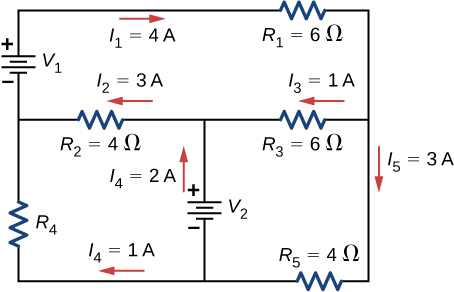 I1 = 4 A
R1 = 6 Ω
+
V1
−
I2 = 3 A
I3 = 1 A
R2 = 4 Ω
R3 = 6 Ω
I5 = 3 A
I4 = 2 A
+
V2
−
R4
I4 = 1 A
R5 = 4 Ω